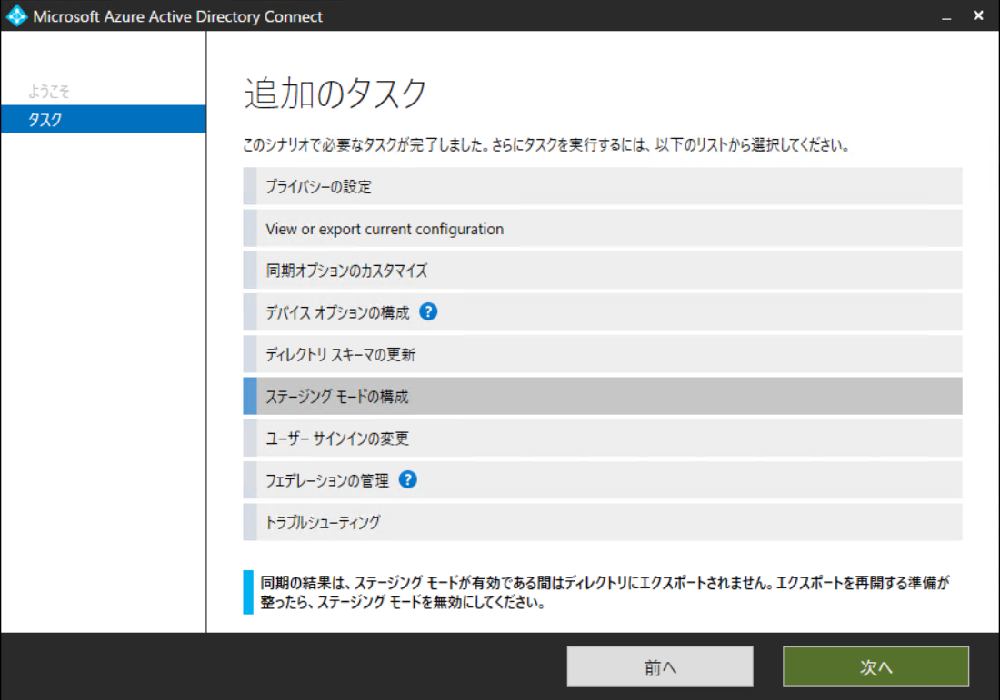 Microsoft Azure Active Directory Connect
ようこそ
タスク
追加のタスク
このシナリオで必要なタスクが完了しました。さらにタスクを実行するには、以下のリストから選択してください。
プライバシーの設定
View or export current configuration
同期オプションのカスタマイズ
デバイス オプションの構成 ?
ディレクトリ スキーマの更新
ステージング モードの構成
ユーザー サインインの変更
フェデレーションの管理 ?
トラブルシューティング
同期の結果は、ステージング モードが有効である間はディレクトリにエクスポートされません。エクスポートを再開する準備が
整ったら、ステージング モードを無効にしてください。
前へ
次へ